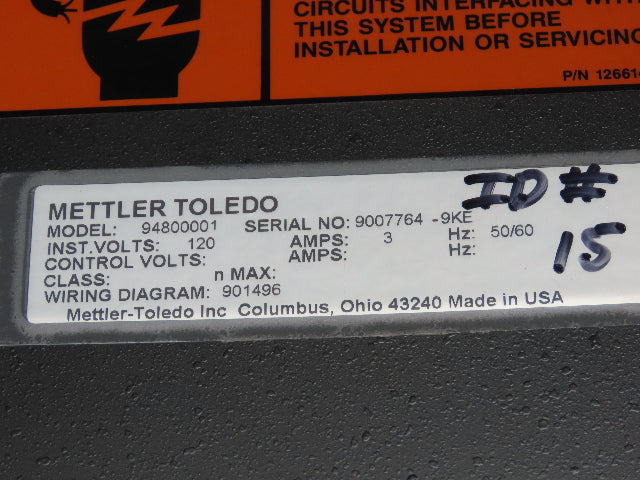 CIRCUITS INTERFACING WITH
THIS SYSTEM BEFORE
INSTALLATION OR SERVICING
P/N 126614
METTLER TOLEDO
MODEL: 94800001 SERIAL NO: 9007764 -9KE
INST.VOLTS: 120 AMPS: 3 Hz: 50/60
CONTROL VOLTS: AMPS: Hz:
CLASS: n MAX:
WIRING DIAGRAM: 901496
Mettler-Toledo Inc Columbus, Ohio 43240 Made in USA
ID #
15